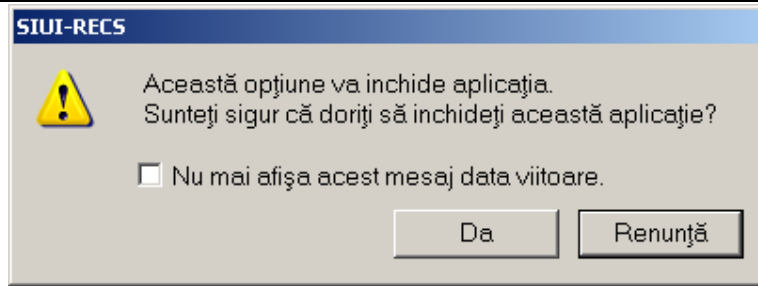 SIUI-RECS
Această opţiune va inchide aplicaţia.
Sunteţi sigur că doriţi să inchideţi această aplicaţie?
Nu mai afişa acest mesaj data viitoare.
Da
Renunţă